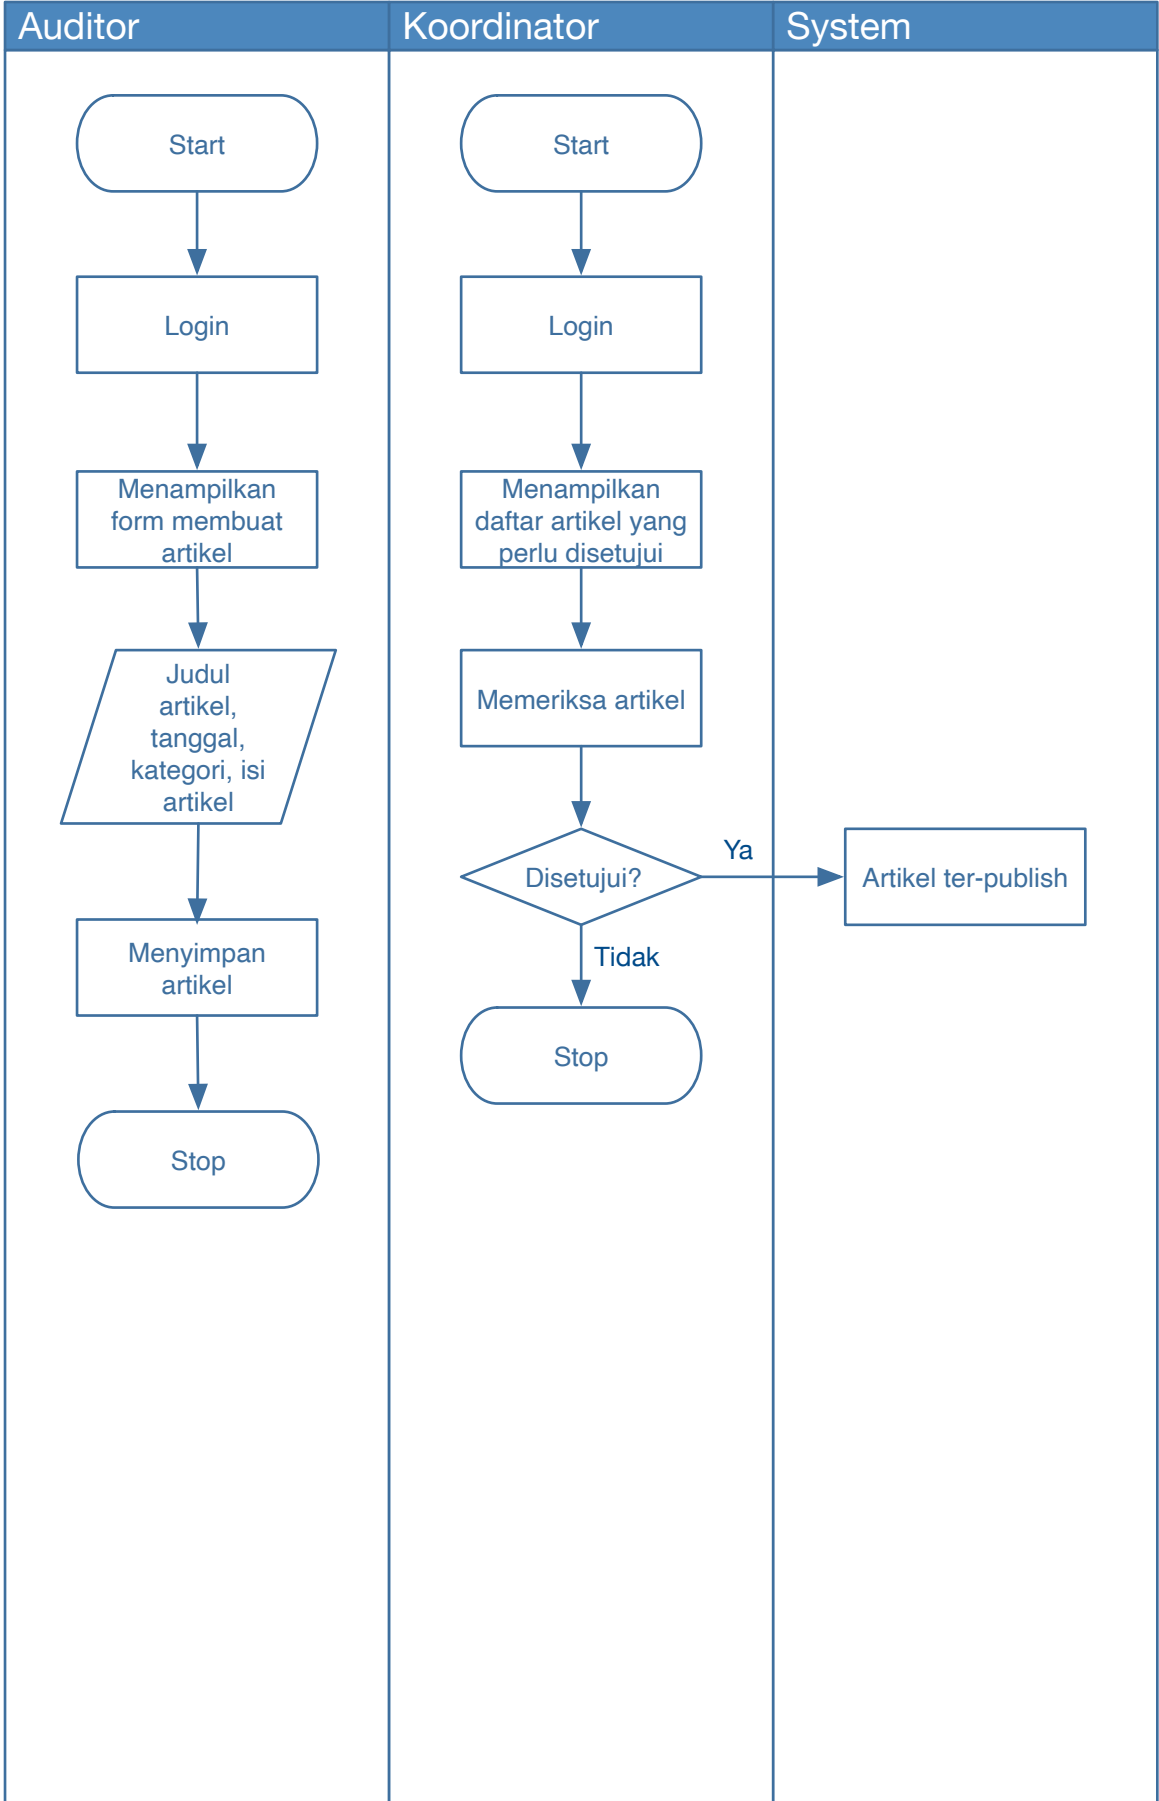 Auditor
Koordinator
System
Start
Login
Menampilkan
form membuat
artikel
Judul
artikel,
tanggal,
kategori, isi
artikel
Menyimpan
artikel
Stop
Start
Login
Menampilkan
daftar artikel yang
perlu disetujui
Memeriksa artikel
Disetujui?
Ya
Tidak
Stop
Artikel ter-publish